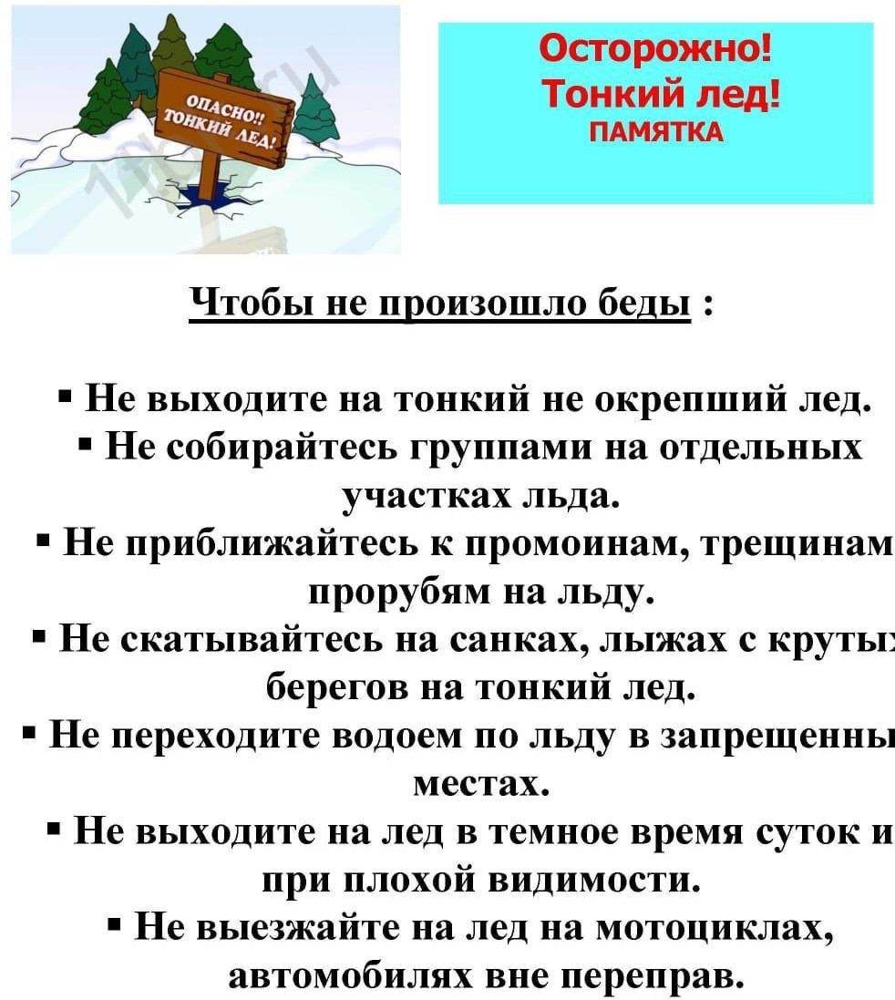 ОПАСНО!!
ТОНКИЙ ЛЕД!
Осторожно!
Тонкий лед!
ПАМЯТКА
Чтобы не произошло беды :
▪ Не выходите на тонкий не окрепший лед.
▪ Не собирайтесь группами на отдельных
участках льда.
▪ Не приближайтесь к промоинам, трещинам
прорубям на льду.
▪ Не скатывайтесь на санках, лыжах с круты
берегов на тонкий лед.
▪ Не переходите водоем по льду в запрещенны
местах.
▪ Не выходите на лед в темное время суток и
при плохой видимости.
▪ Не выезжайте на лед на мотоциклах,
автомобилях вне переправ.